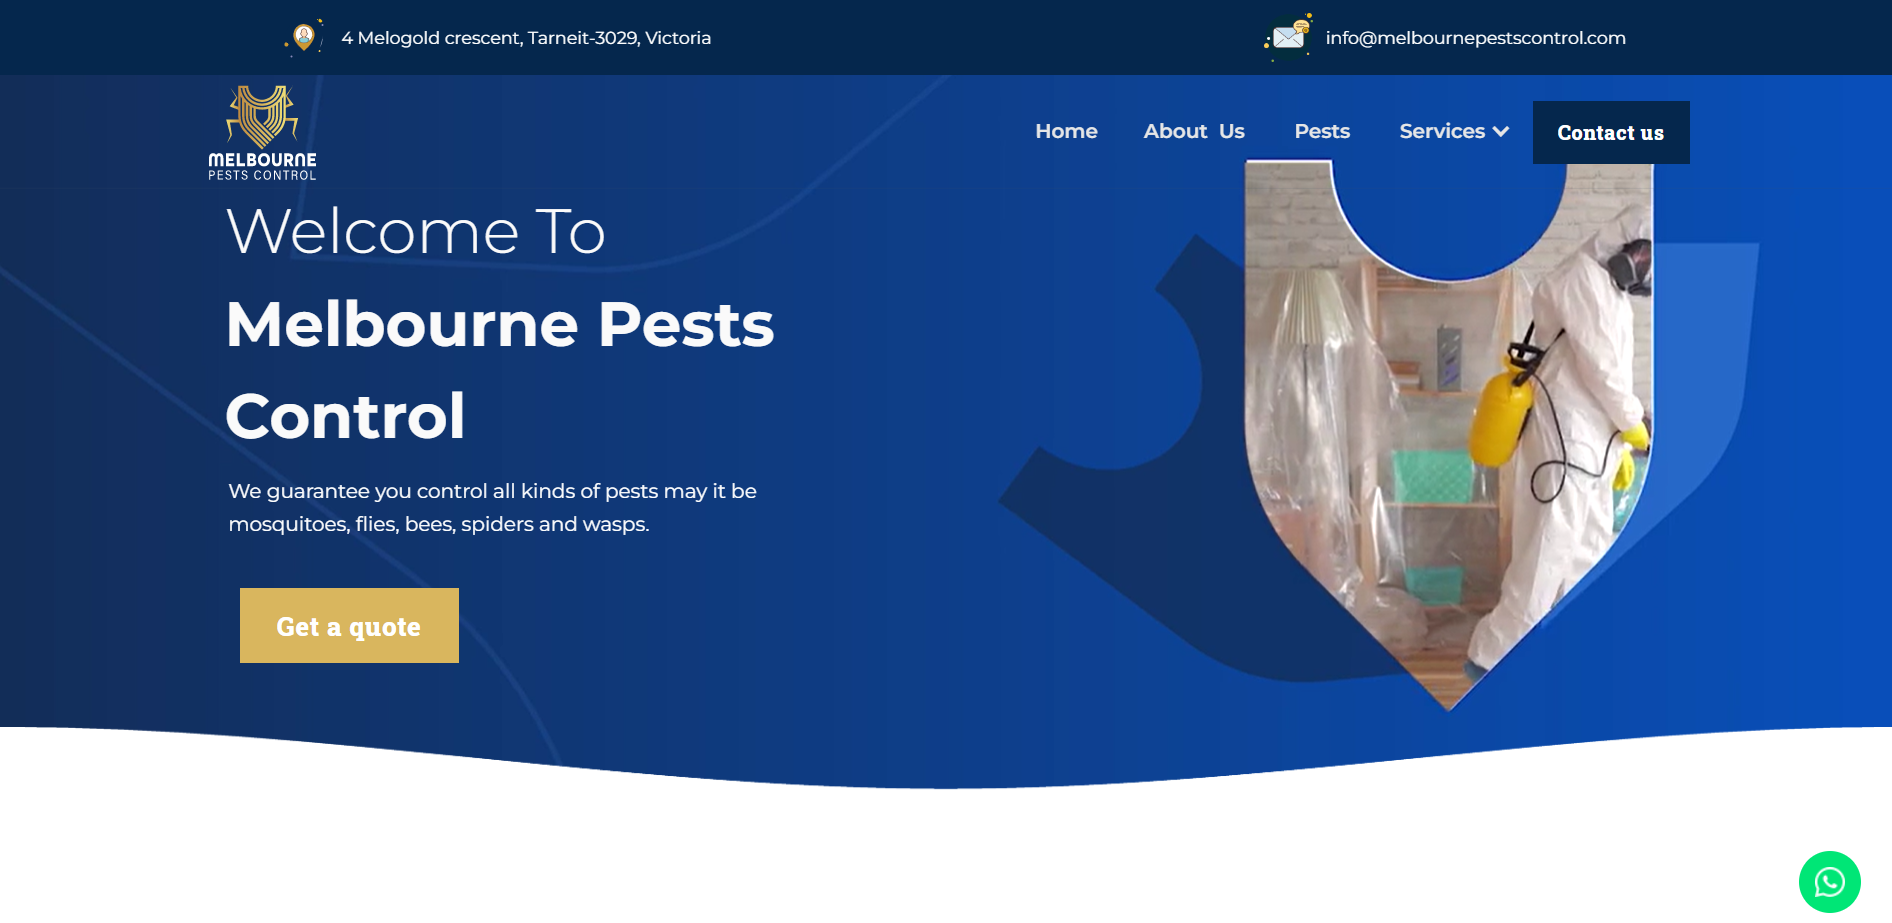 4 Melogold crescent, Tarneit-3029, Victoria
info@melbournepestscontrol.com
MELBOURNE
PESTS CONTROL
Home
About Us
Pests
Services
Contact us
Welcome To
Melbourne Pests
Control
We guarantee you control all kinds of pests may it be
mosquitoes, flies, bees, spiders and wasps.
Get a quote